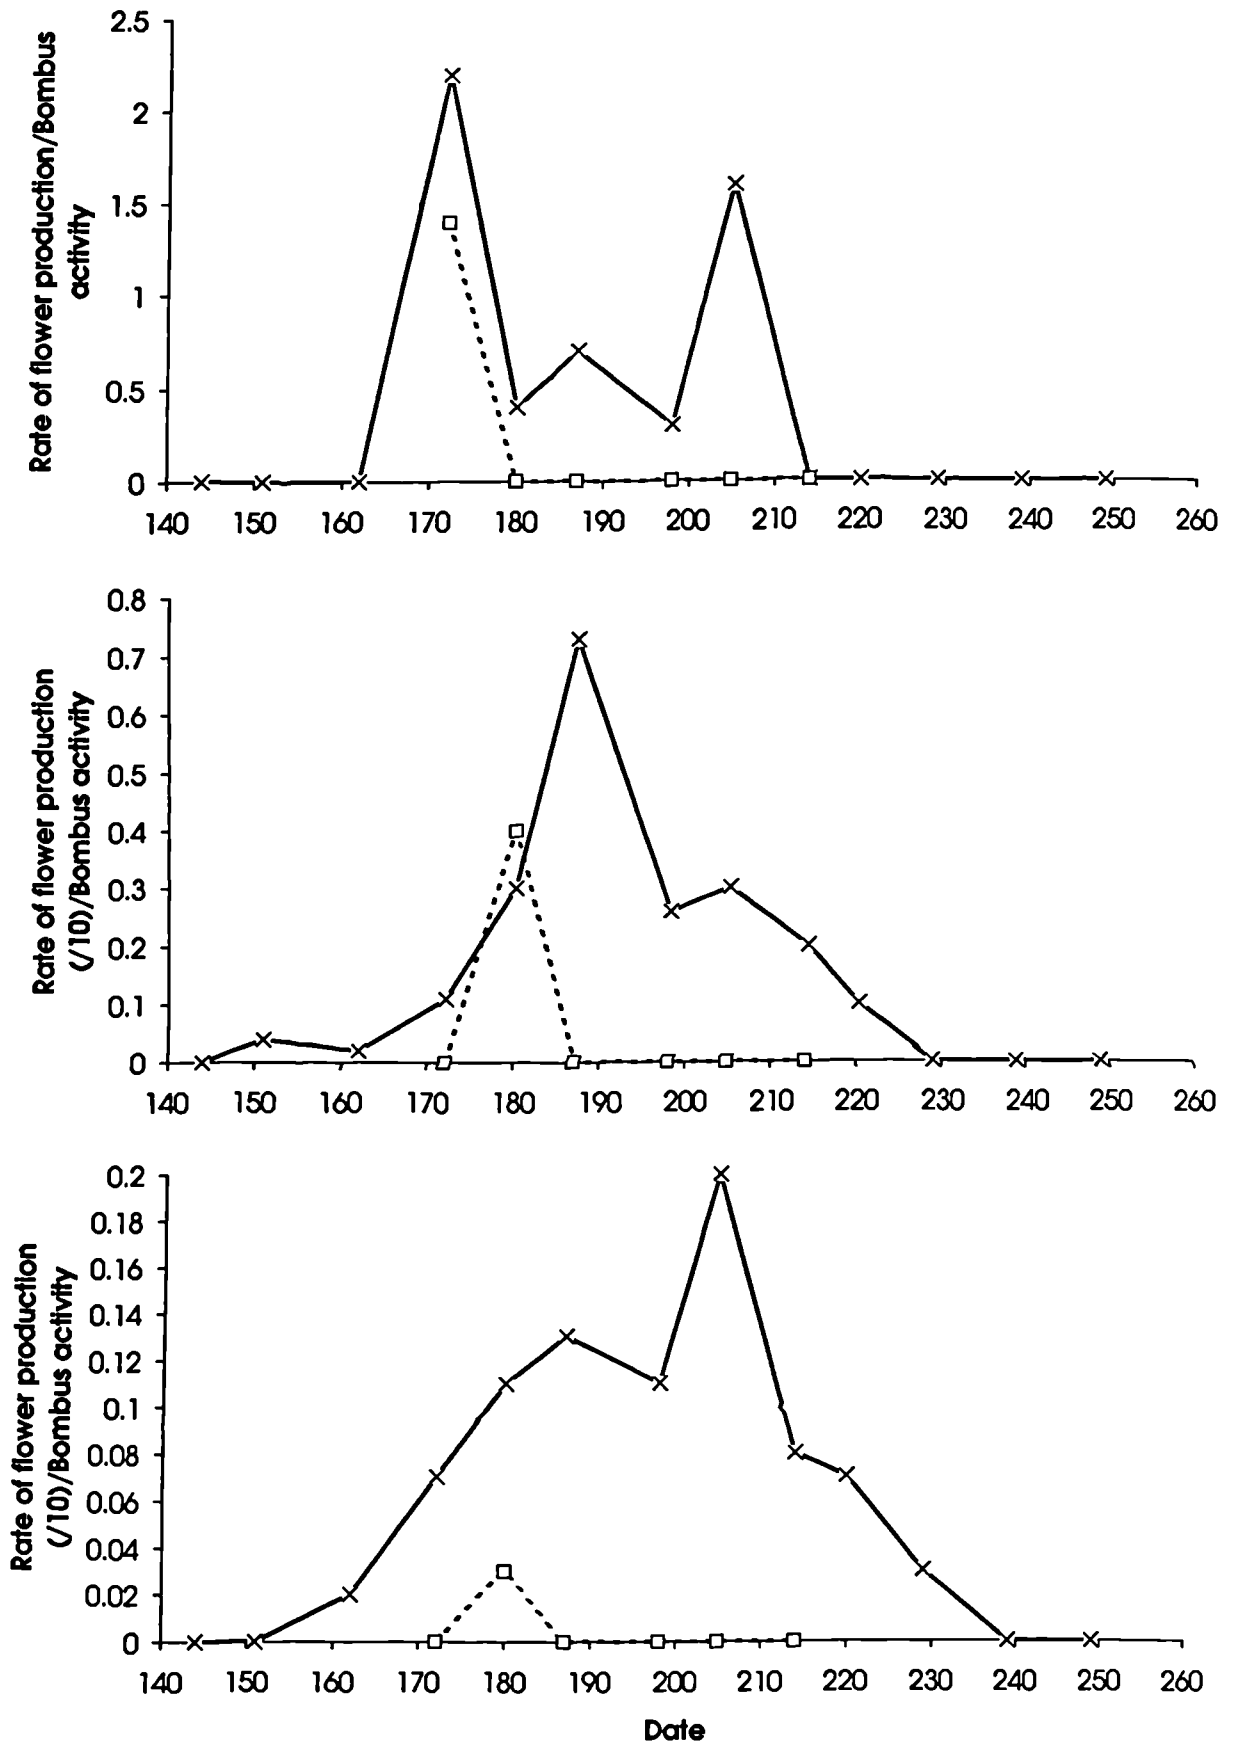 Rate of flower production/Bombus
activity
2.5
2
1.5
1
0.5
0
140 150 160 170 180 190 200 210 220 230 240 250 260
Rate of flower production
(/10)/Bombus activity
0.8
0.7
0.6
0.5
0.4
0.3
0.2
0.1
0
140 150 160 170 180 190 200 210 220 230 240 250 260
Rate of flower production
(/10)/Bombus activity
0.2
0.18
0.16
0.14
0.12
0.1
0.08
0.06
0.04
0.02
0
140 150 160 170 180 190 200 210 220 230 240 250 260
Date